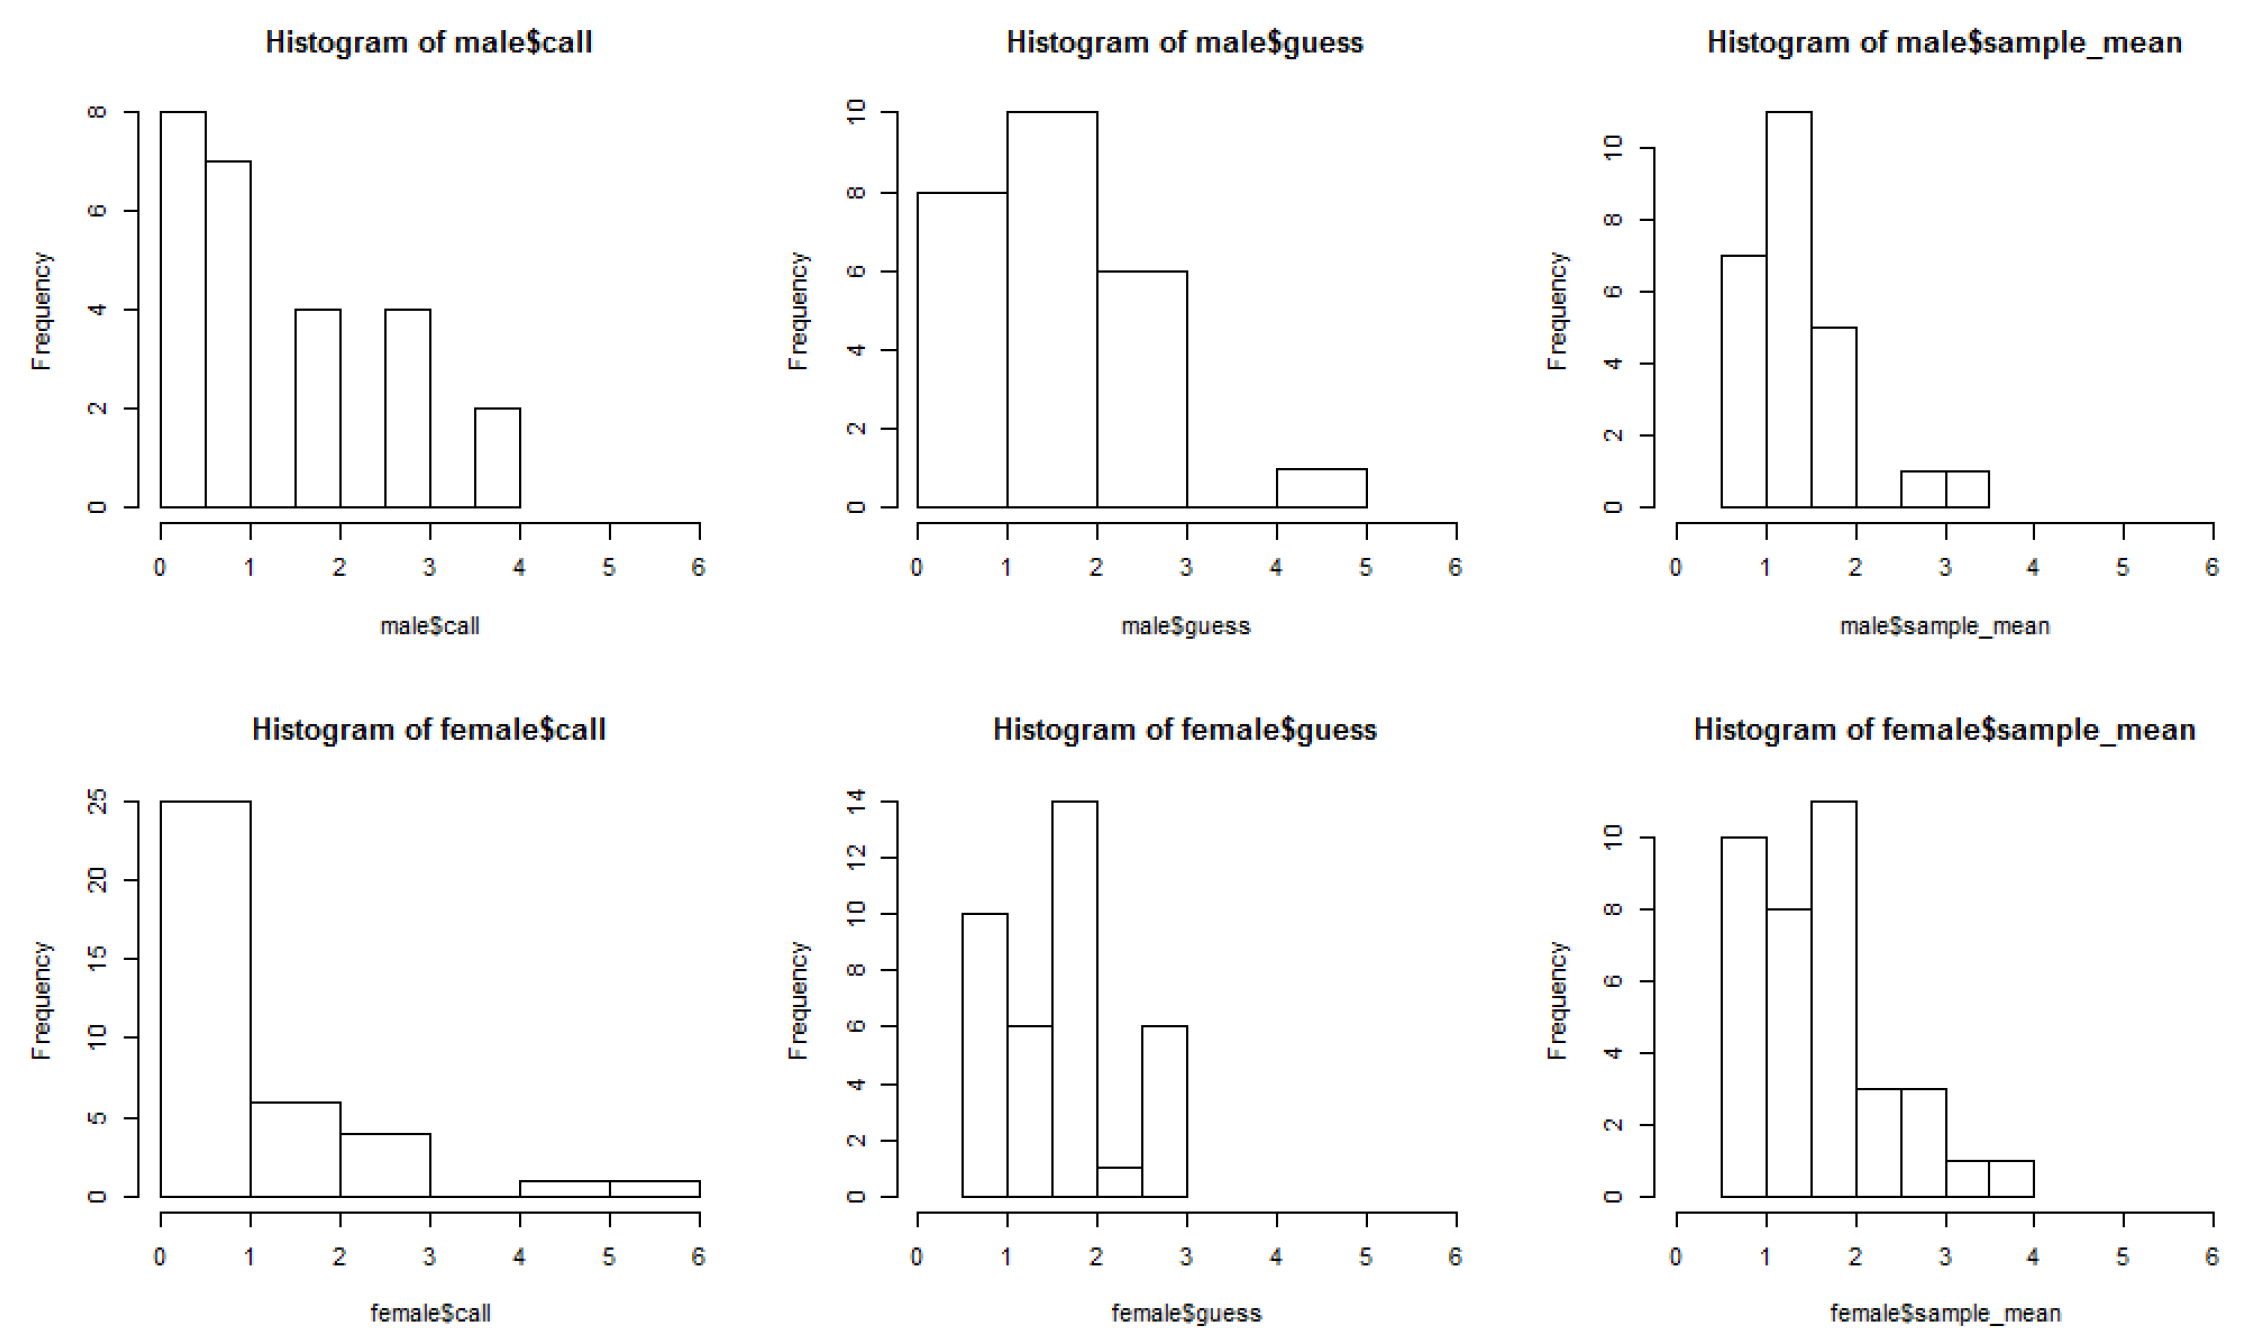 Histogram of male$call
Frequency
8
6
4
2
0
0 1 2 3 4 5 6
male$call
Histogram of male$guess
Frequency
10
8
6
4
2
0
0 1 2 3 4 5 6
male$guess
Histogram of male$sample_mean
Frequency
10
8
6
4
2
0
0 1 2 3 4 5 6
male$sample_mean
Histogram of female$call
Frequency
25
20
15
10
5
0
0 1 2 3 4 5 6
female$call
Histogram of female$guess
Frequency
14
12
10
8
6
4
2
0
0 1 2 3 4 5 6
female$guess
Histogram of female$sample_mean
Frequency
10
8
6
4
2
0
0 1 2 3 4 5 6
female$sample_mean